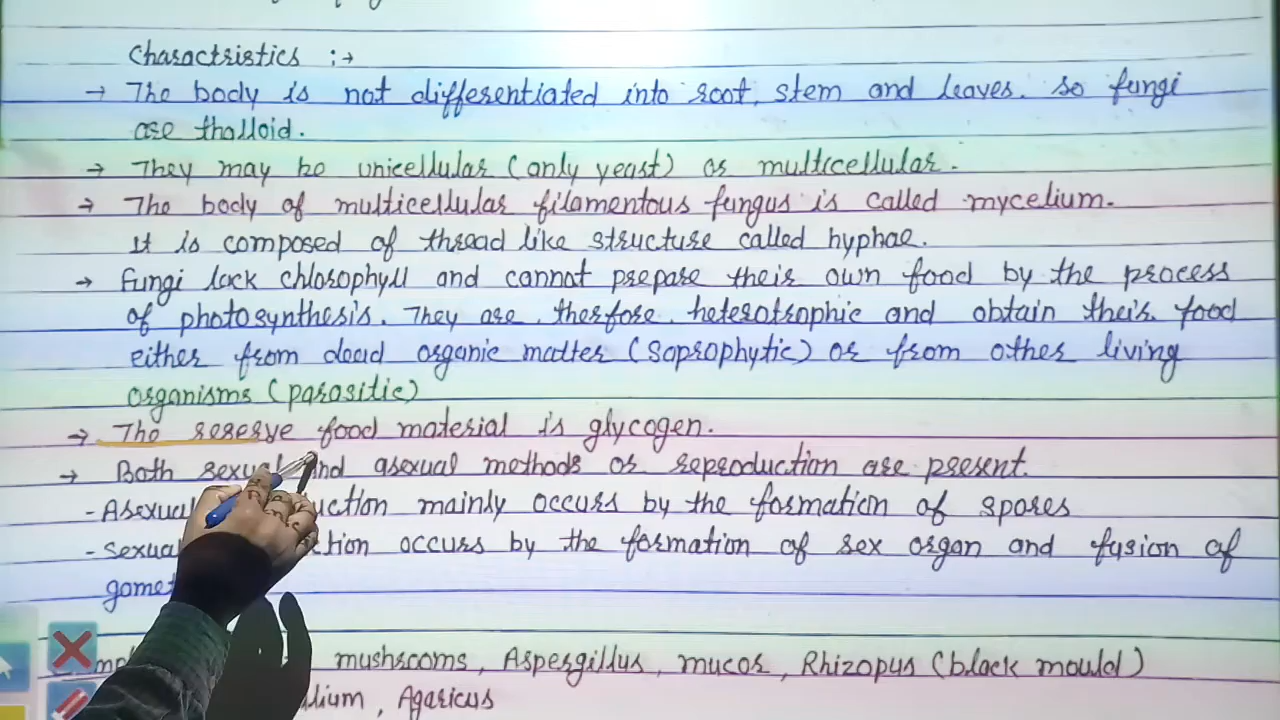 Charactristics :→
→ The body is not differentiated into root, stem and leaves. So fungi
are thalloid.
→ They may be unicellular (only yeast) or multicellular.
→ The body of multicellular filamentous fungus is called mycelium.
It is composed of thread like structure called hyphae.
→ Fungi lack chlorophyll and cannot prepare their own food by the process
of photosynthesis. They are, therfore, heterotrophic and obtain their food
either from dead organic matter (Saprophytic) or from other living
organisms (parasitic)
→ The reserve food material is glycogen.
→ Both sexual and asexual methods of reproduction are present.
- Asexual uction mainly occurs by the formation of spores
- Sexual ction occurs by the formation of sex organ and fusion of
mushrooms, Aspergillus, mucor, Rhizopus (black mould)
, Agaricus